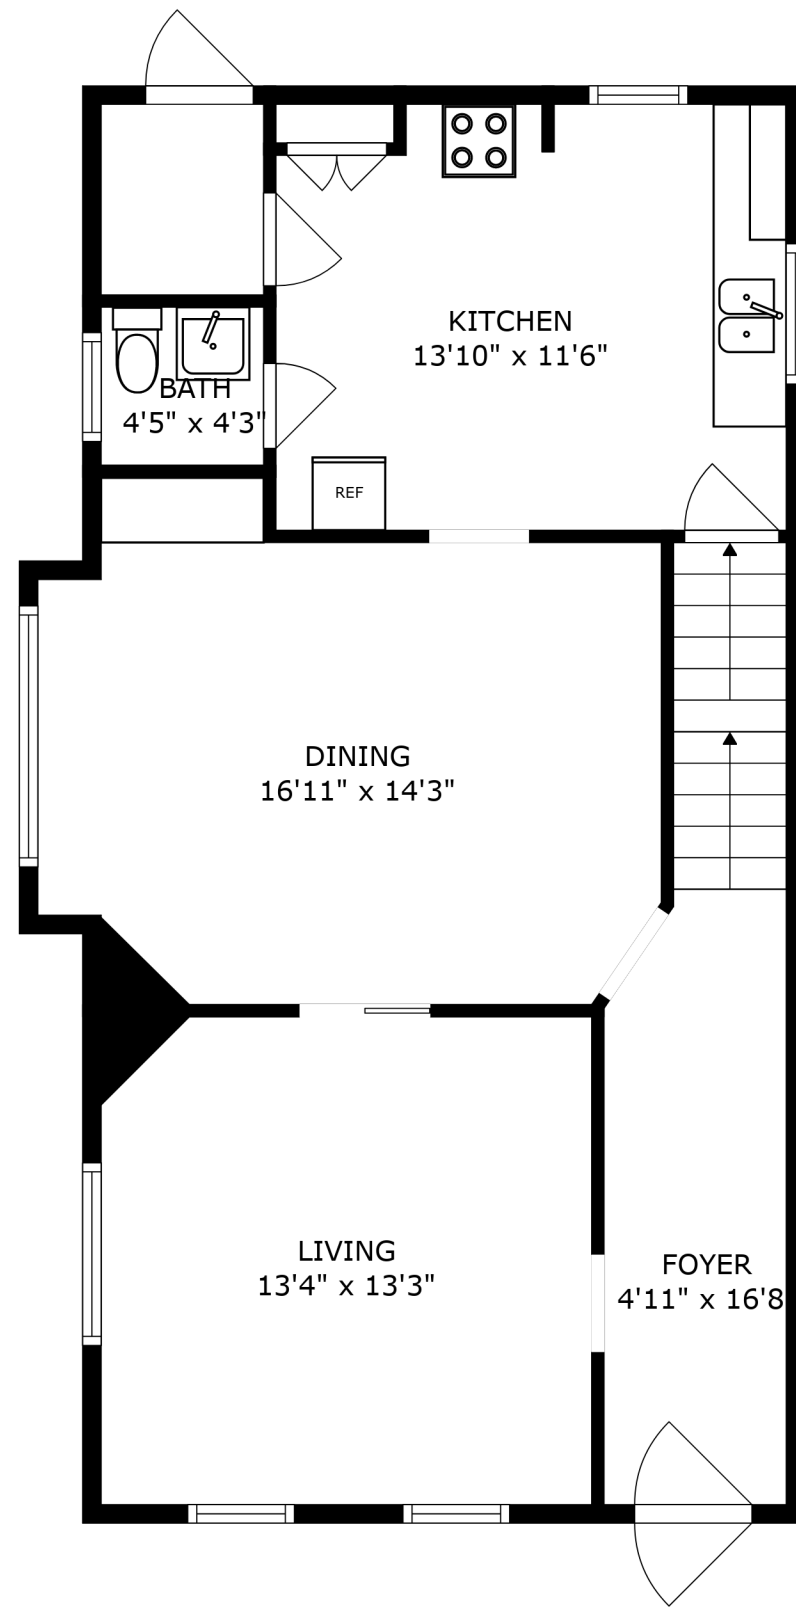 KITCHEN
13'10" x 11'6"
BATH
4'5" x 4'3"
REF
DINING
16'11" x 14'3"
LIVING
13'4" x 13'3"
FOYER
4'11" x 16'8